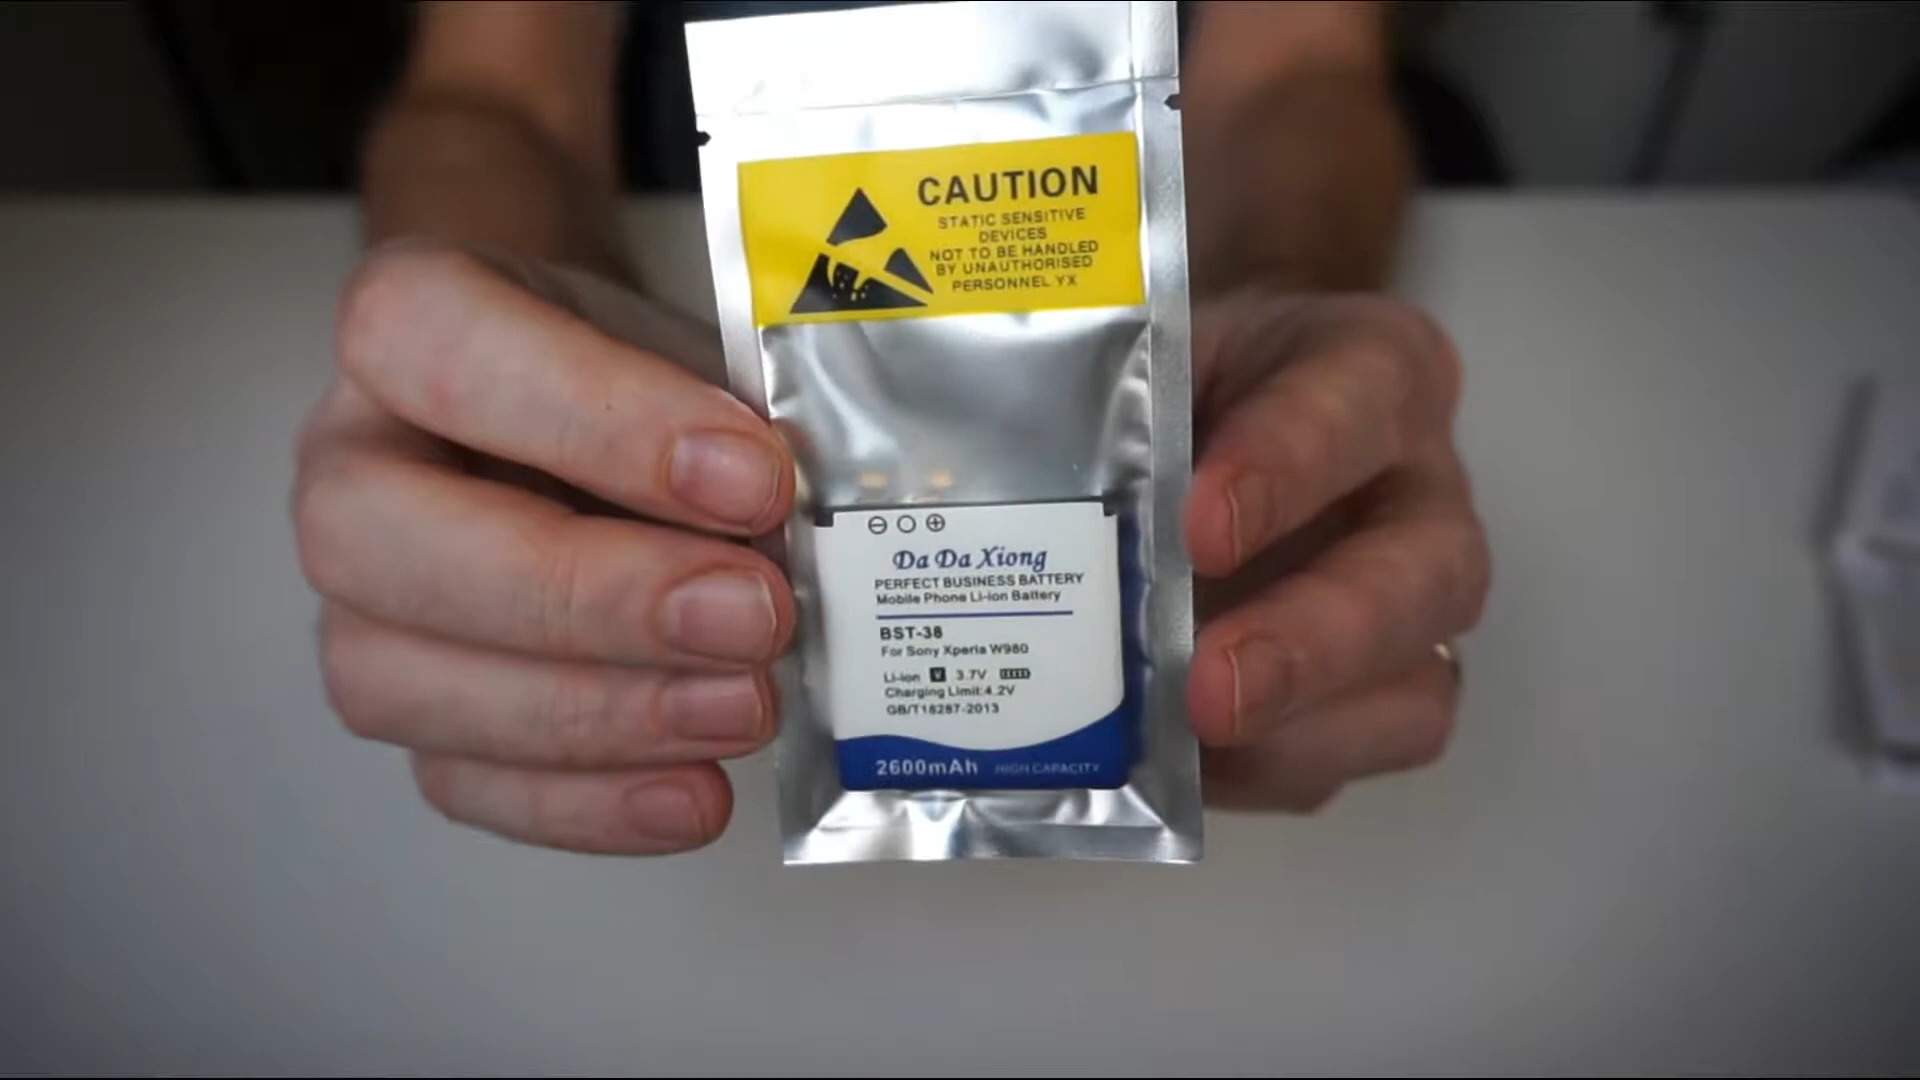 CAUTION
STATIC SENSITIVE
DEVICES
NOT TO BE HANDLED
BY UNAUTHORISED
PERSONNEL YX
Da Da Xiong
PERFECT BUSINESS BATTERY
Mobile Phone Li-ion Battery
BST-38
For Sony Xperia W980
Li-ion V 3.7V
Charging Limit:4.2V
GB/T18287-2013
2600mAh HIGH CAPACITY